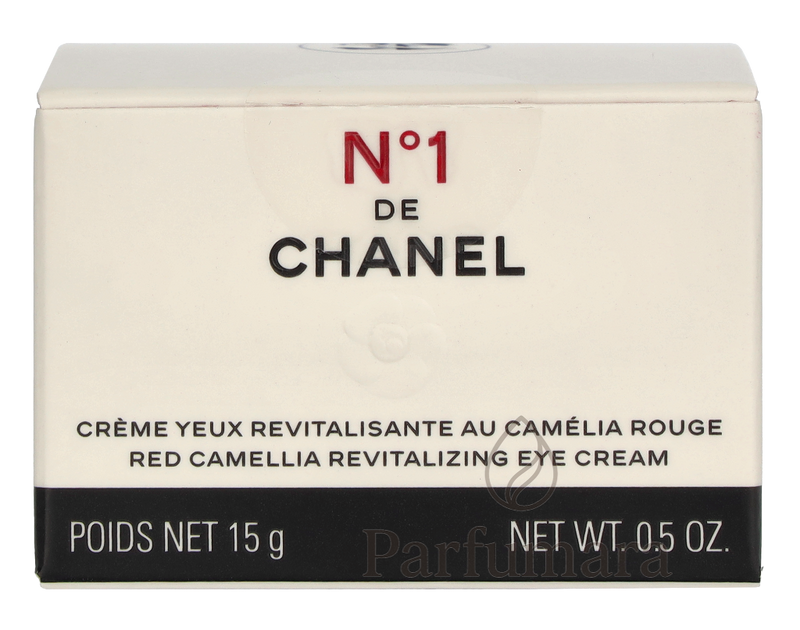 N°1
DE
CHANEL
CRÈME YEUX REVITALISANTE AU CAMÉLIA ROUGE
RED CAMELLIA REVITALIZING EYE CREAM
POIDS NET 15 g NET WT. 0.5 OZ.
Parfumara